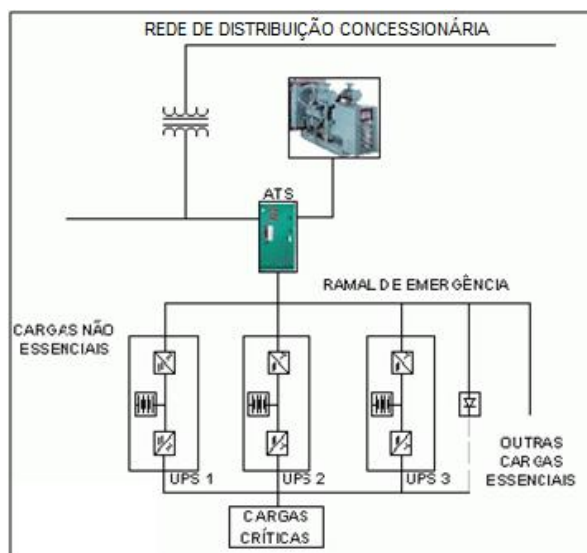 REDE DE DISTRIBUIÇÃO CONCESSIONÁRIA
ATS
RAMAL DE EMERGÊNCIA
CARGAS NÃO
ESSENCIAIS
UPS 1
UPS 2
UPS 3
OUTRAS
CARGAS
ESSENCIAIS
CARGAS
CRÍTICAS